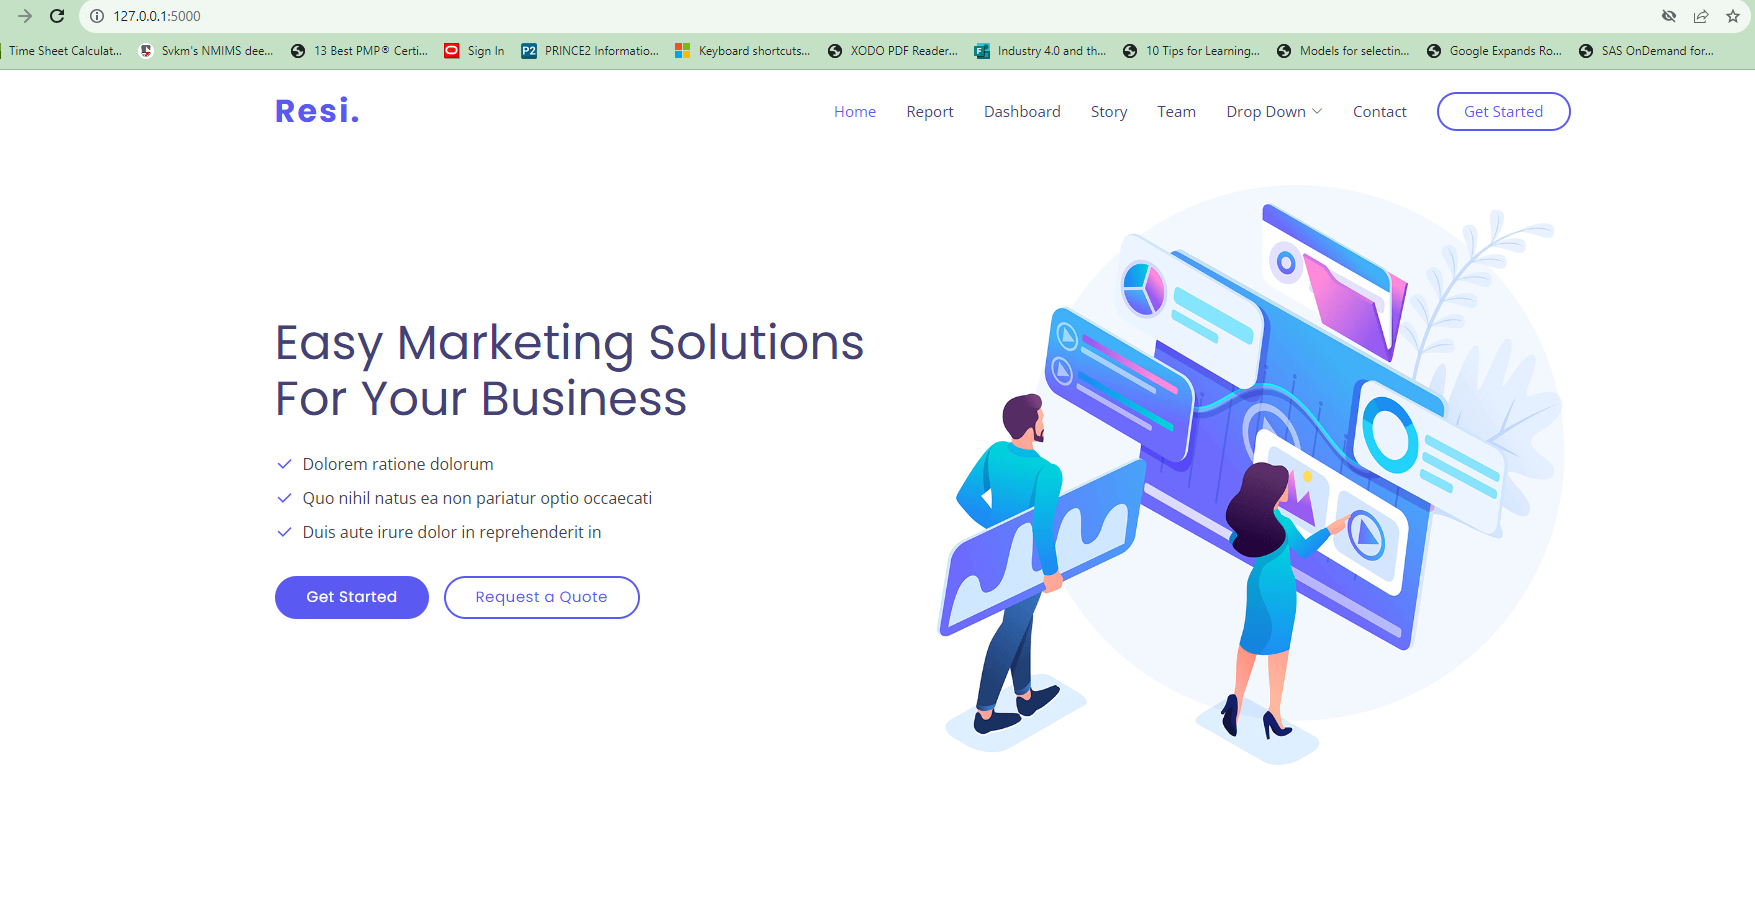 127.0.0.1:5000
Time Sheet Calculat...
Svkm's NMIMS dee...
13 Best PMP® Certi...
Sign In
PRINCE2 Informatio...
Keyboard shortcuts...
XODO PDF Reader...
Industry 4.0 and th...
10 Tips for Learning...
Models for selectin...
Google Expands Ro...
SAS OnDemand for...
Resi.
Home
Report
Dashboard
Story
Team
Drop Down
Contact
Get Started
Easy Marketing Solutions
For Your Business
Dolorem ratione dolorum
Quo nihil natus ea non pariatur optio occaecati
Duis aute irure dolor in reprehenderit in
Get Started
Request a Quote